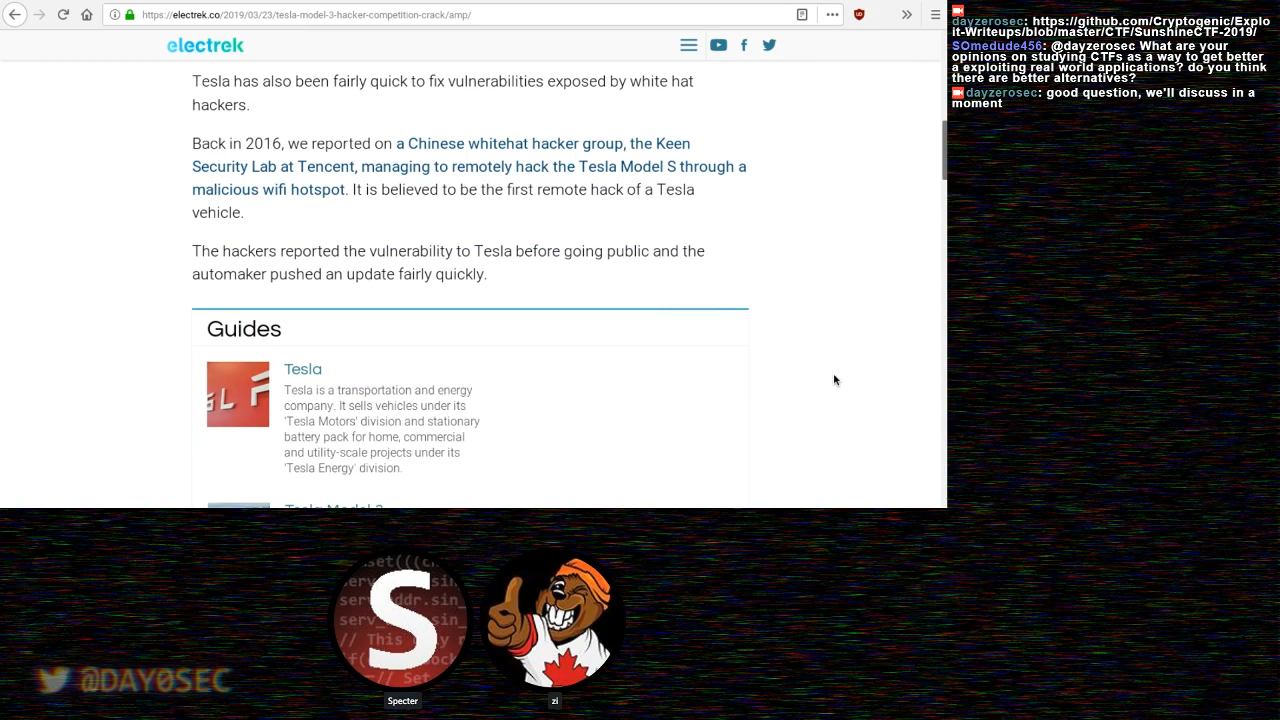 https://electrek.co/2019/03/23/tesla-model-3-hacker-competition-crack/amp/
electrek
Tesla has also been fairly quick to fix vulnerabilities exposed by white hat
hackers.
Back in 2016, we reported on a Chinese whitehat hacker group, the Keen
Security Lab at Tencent, managing to remotely hack the Tesla Model S through a
malicious wifi hotspot. It is believed to be the first remote hack of a Tesla
vehicle.
The hackers reported the vulnerability to Tesla before going public and the
automaker pushed an update fairly quickly.
Guides
Tesla
Tesla is a transportation and energy
company. It sells vehicles under its
'Tesla Motors' division and stationary
battery pack for home, commercial
and utility-scale projects under its
'Tesla Energy' division.
Tesla Model 3
dayzerosec: https://github.com/Cryptogenic/Explo
it-Writeups/blob/master/CTF/SunshineCTF-2019/
SOmedude456: @dayzerosec What are your
opinions on studying CTFs as a way to get better
a exploiting real world applications? do you think
there are better alternatives?
dayzerosec: good question, we'll discuss in a
moment
S
@DAY0SEC
Specter
zi